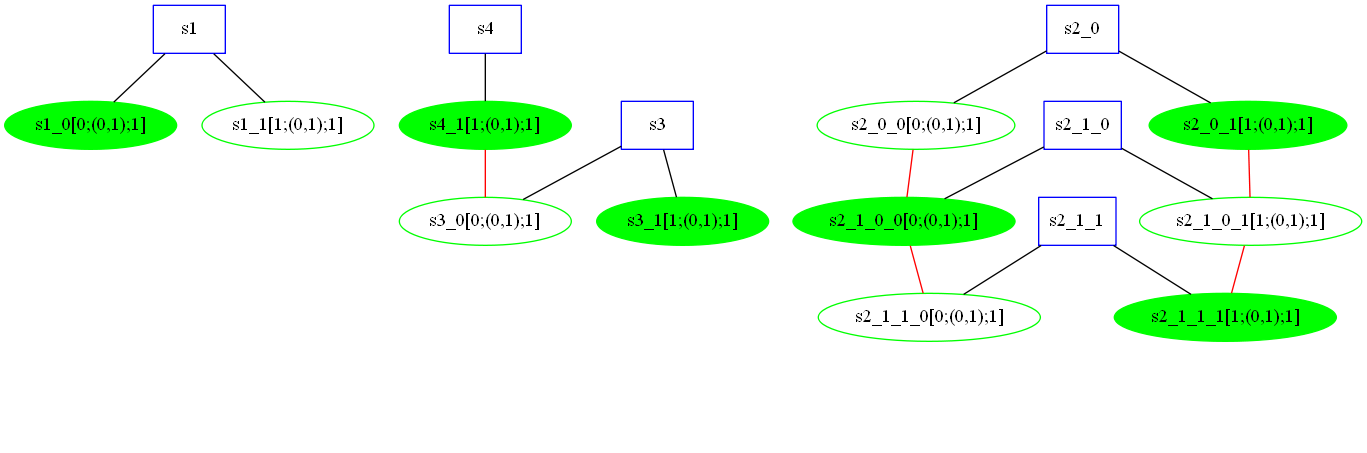 s1
s4
s2_0
s1_0[0;(0,1);1]
s1_1[1;(0,1);1]
s4_1[1;(0,1);1]
s3
s2_0_0[0;(0,1);1]
s2_1_0
s2_0_1[1;(0,1);1]
s3_0[0;(0,1);1]
s3_1[1;(0,1);1]
s2_1_0_0[0;(0,1);1]
s2_1_1
s2_1_0_1[1;(0,1);1]
s2_1_1_0[0;(0,1);1]
s2_1_1_1[1;(0,1);1]